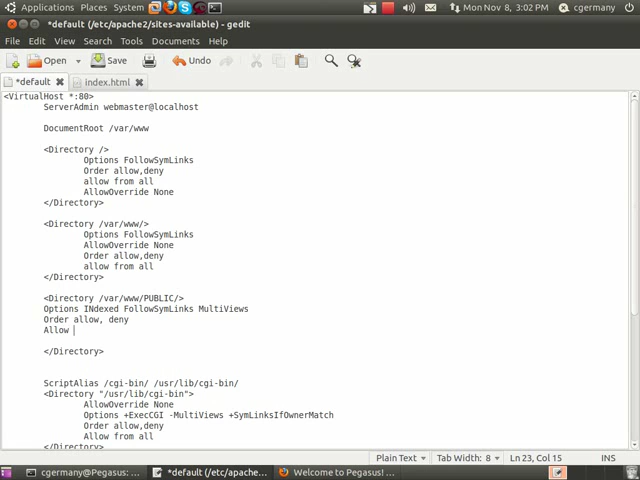 Applications Places System Mon Nov 8, 3:02 PM cgermany
*default (/etc/apache2/sites-available) - gedit
File Edit View Search Tools Documents Help
Open Save Undo
*default index.html
<VirtualHost *:80>
ServerAdmin webmaster@localhost
DocumentRoot /var/www
<Directory />
Options FollowSymLinks
Order allow,deny
allow from all
AllowOverride None
</Directory>
<Directory /var/www/>
Options FollowSymLinks
AllowOverride None
Order allow,deny
allow from all
</Directory>
<Directory /var/www/PUBLIC/>
Options INdexed FollowSymLinks MultiViews
Order allow, deny
Allow
</Directory>
ScriptAlias /cgi-bin/ /usr/lib/cgi-bin/
<Directory "/usr/lib/cgi-bin">
AllowOverride None
Options +ExecCGI -MultiViews +SymLinksIfOwnerMatch
Order allow,deny
Allow from all
</Directory>
Plain Text Tab Width: 8 Ln 23, Col 15 INS
cgermany@Pegasus: ... *default (/etc/apache... Welcome to Pegasus! ...